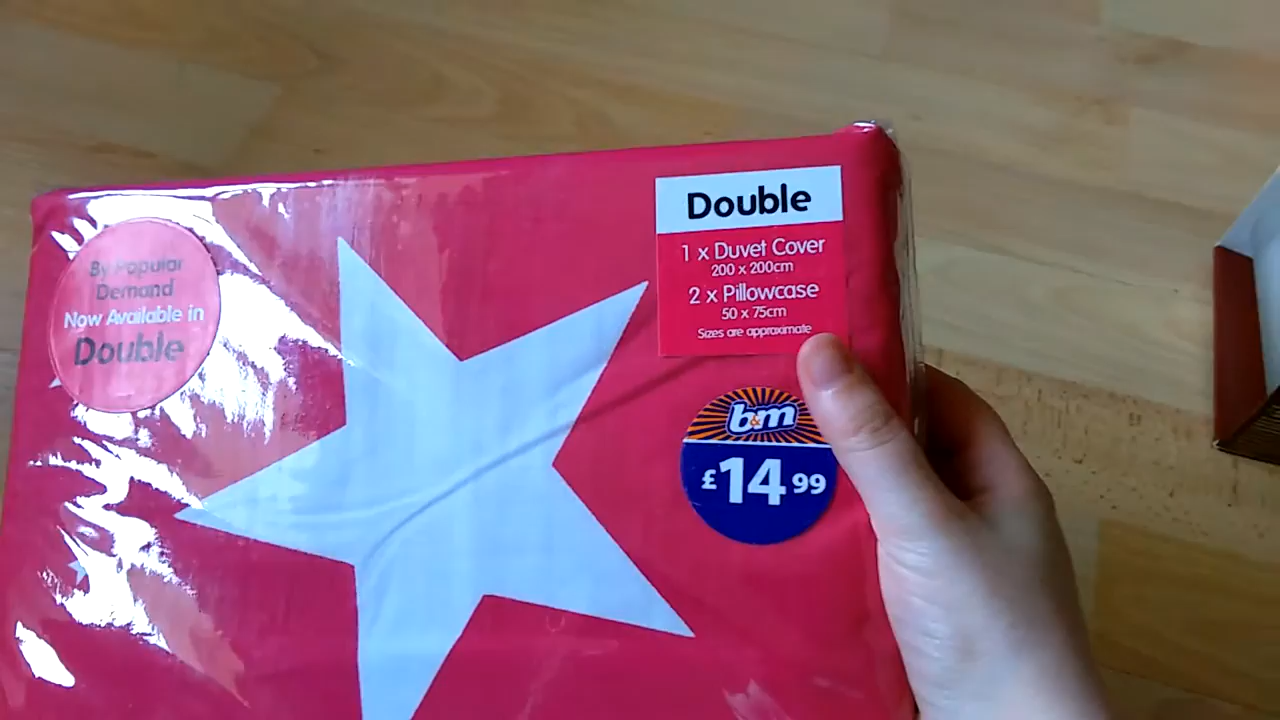 By Popular
Demand
Now Available in
Double
Double
1 x Duvet Cover
200 x 200cm
2 x Pillowcase
50 x 75cm
Sizes are approximate
b&m
£14.99